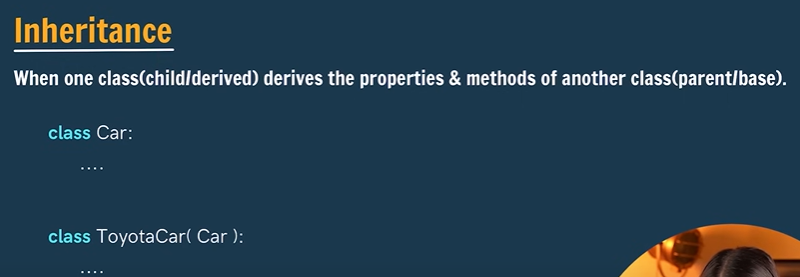 Inheritance
When one class(child/derived) derives the properties & methods of another class(parent/base).
class Car:
....
class ToyotaCar( Car ):
....